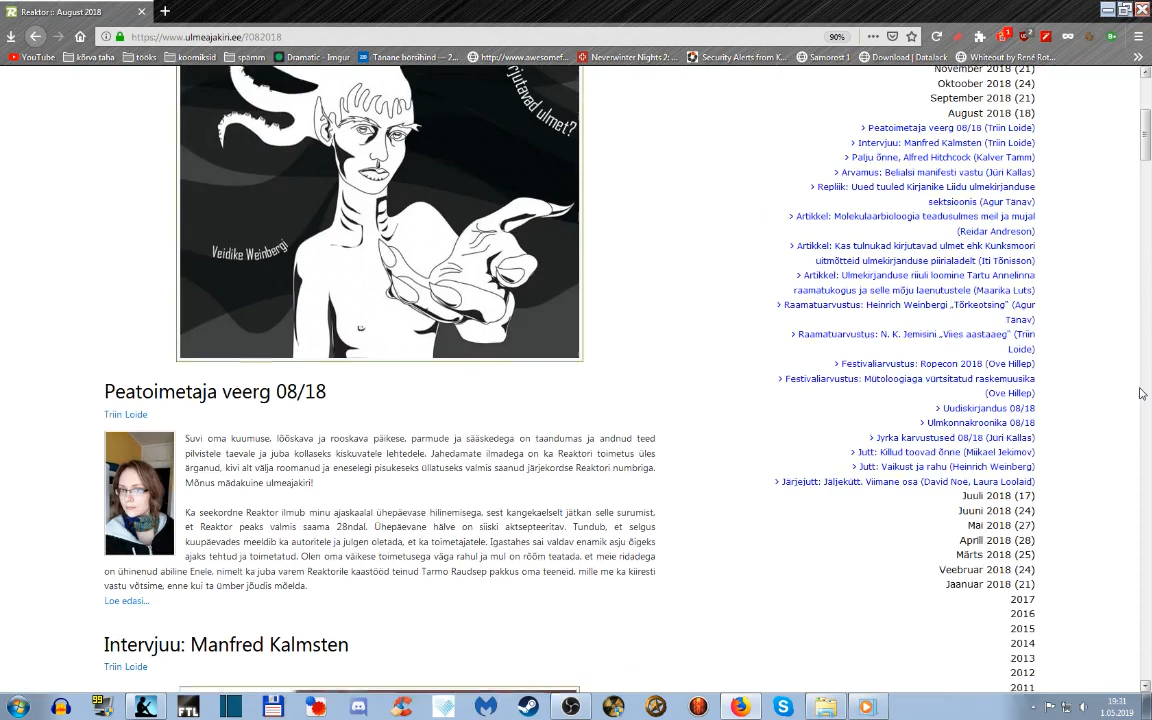 Reaktor :: August 2018
https://www.ulmeajakiri.ee/?082018
90%
YouTube
kõrva taha
tööks
koomiksid
spämm
Dramatic - Imgur
Tänane börsihind — 2...
http://www.awesomef...
Neverwinter Nights 2: ...
Security Alerts from K...
Samorost 1
Download | DataJack
Whiteout by René Rot...
rjutavad ulmet?
Veidike Weinbergi
November 2018 (21)
Oktoober 2018 (24)
September 2018 (21)
August 2018 (18)
> Peatoimetaja veerg 08/18 (Triin Loide)
> Intervjuu: Manfred Kalmsten (Triin Loide)
> Palju õnne, Alfred Hitchcock (Kalver Tamm)
> Arvamus: Belialsi manifesti vastu (Jüri Kallas)
> Repliik: Uued tuuled Kirjanike Liidu ulmekirjanduse
sektsioonis (Agur Tänav)
> Artikkel: Molekulaarbioloogia teadusulmes meil ja mujal
(Reidar Andreson)
> Artikkel: Kas tulnukad kirjutavad ulmet ehk Kunksmoori
uitmõtteid ulmekirjanduse piirialadelt (Iti Tõnisson)
> Artikkel: Ulmekirjanduse riiuli loomine Tartu Annelinna
raamatukogus ja selle mõju laenutustele (Maarika Luts)
> Raamatuarvustus: Heinrich Weinbergi „Tõrkeotsing” (Agur
Tänav)
> Raamatuarvustus: N. K. Jemisini „Viies aastaaeg” (Triin
Loide)
> Festivaliarvustus: Ropecon 2018 (Ove Hillep)
> Festivaliarvustus: Mütoloogiaga vürtsitatud raskemuusika
(Ove Hillep)
> Uudiskirjandus 08/18
> Ulmkonnakroonika 08/18
> Jyrka karvustused 08/18 (Jüri Kallas)
> Jutt: Killud toovad õnne (Miikael Jekimov)
> Jutt: Vaikust ja rahu (Heinrich Weinberg)
> Järjejutt: Jäljekütt. Viimane osa (David Noe, Laura Loolaid)
Juuli 2018 (17)
Juuni 2018 (24)
Mai 2018 (27)
Aprill 2018 (28)
Märts 2018 (25)
Veebruar 2018 (24)
Jaanuar 2018 (21)
2017
2016
2015
2014
2013
2012
2011
Peatoimetaja veerg 08/18
Triin Loide
Suvi oma kuumuse, lõõskava ja rooskava päikese, parmude ja sääskedega on taandumas ja andnud teed
pilvistele taevale ja juba kollaseks kiskuvatele lehtedele. Jahedamate ilmadega on ka Reaktori toimetus üles
ärganud, kivi alt välja roomanud ja eneselegi pisukeseks üllatuseks valmis saanud järjekordse Reaktori numbriga.
Mõnus mädakuine ulmeajakiri!
Ka seekordne Reaktor ilmub minu ajaskaalal ühepäevase hilinemisega, sest kangekaelselt jätkan selle surumist,
et Reaktor peaks valmis saama 28ndal. Ühepäevane hälve on siiski aktsepteeritav. Tundub, et selgus
kuupäevades meeldib ka autoritele ja julgen oletada, et ka toimetajatele. Igastahes sai valdav enamik asju õigeks
ajaks tehtud ja toimetatud. Olen oma väikese toimetusega väga rahul ja mul on rõõm teatada, et meie ridadega
on ühinenud abiline Enele, nimelt ka juba varem Reaktorile kaastööd teinud Tarmo Raudsep pakkus oma teeneid, mille me ka kiiresti
vastu võtsime, enne kui ta ümber jõudis mõelda.
Loe edasi...
Intervjuu: Manfred Kalmsten
Triin Loide
FTL
19:31
1.05.2019